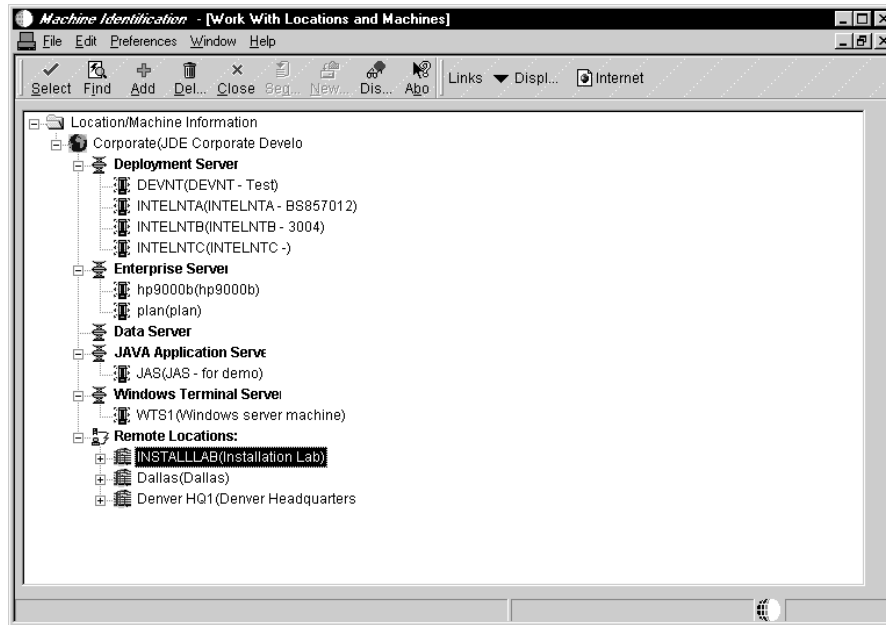 Machine Identification - [Work With Locations and Machines]
File Edit Preferences Window Help
Select Find Add Del... Close Seq... New... Dis... Abo Links Displ... Internet
Location/Machine Information
Corporate(JDE Corporate Develo
Deployment Server
DEVNT(DEVNT - Test)
INTELNTA(INTELNTA - BS857012)
INTELNTB(INTELNTB - 3004)
INTELNTC(INTELNTC -)
Enterprise Server
hp9000b(hp9000b)
plan(plan)
Data Server
JAVA Application Serve
JAS(JAS - for demo)
Windows Terminal Server
WTS1(Windows server machine)
Remote Locations:
INSTALLLAB(Installation Lab)
Dallas(Dallas)
Denver HQ1(Denver Headquarters